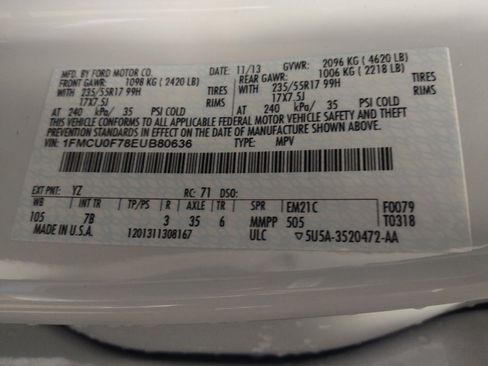 MFD. BY FORD MOTOR CO. DATE: 11/13 GVWR: 2096 KG ( 4620 LB)
FRONT GAWR: 1098 KG ( 2420 LB) REAR GAWR: 1006 KG ( 2218 LB)
WITH 235/55R17 99H TIRES WITH 235/55R17 99H TIRES
17X7.5J RIMS 17X7.5J RIMS
AT 240 kPa/ 35 PSI COLD AT 240 kPa/ 35 PSI COLD
THIS VEHICLE CONFORMS TO ALL APPLICABLE FEDERAL MOTOR VEHICLE SAFETY AND THEFT
PREVENTION STANDARDS IN EFFECT ON THE DATE OF MANUFACTURE SHOWN ABOVE.
VIN: 1FMCU0F78EUB80636 TYPE: MPV
EXT PNT: YZ RC: 71 DSO:
WB INT TR TP/PS R AXLE TR SPR EM21C F0079
105 7B 3 35 6 MMPP 505 T0318
MADE IN U.S.A. 1201311308167 ULC ▽5U5A-3520472-AA